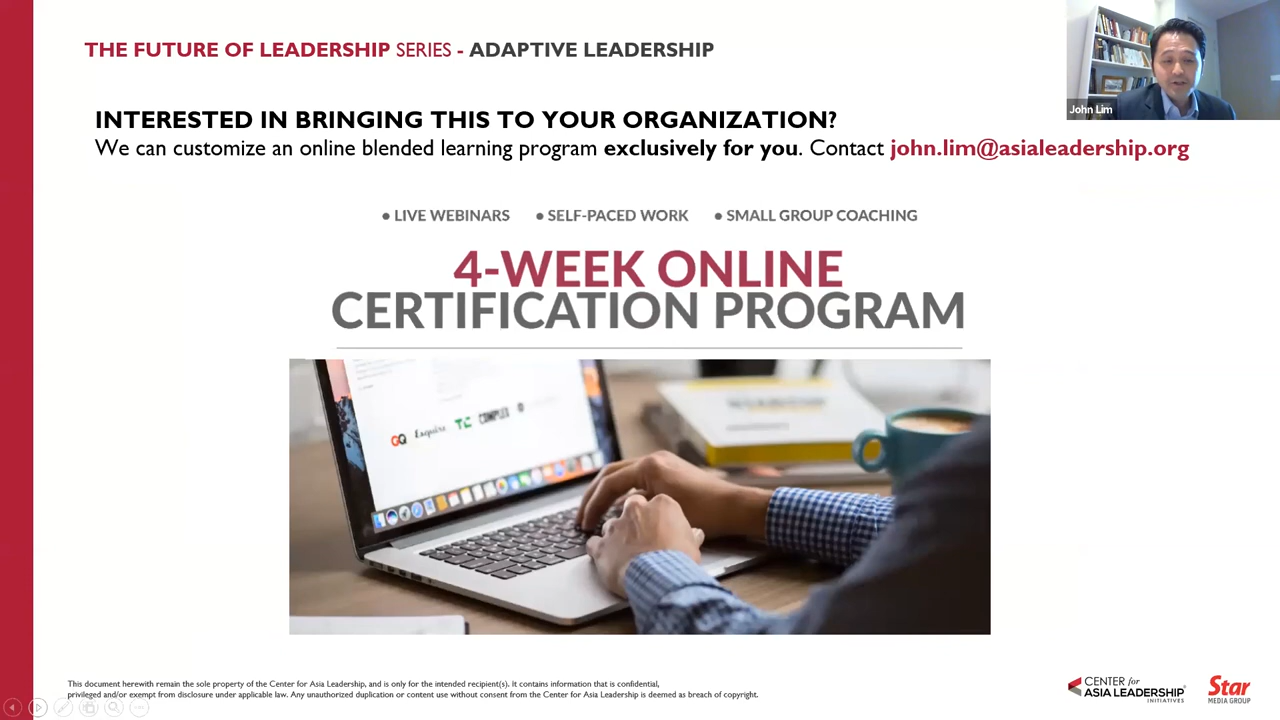 THE FUTURE OF LEADERSHIP SERIES - ADAPTIVE LEADERSHIP
John Lim
INTERESTED IN BRINGING THIS TO YOUR ORGANIZATION?
We can customize an online blended learning program exclusively for you. Contact john.lim@asialeadership.org
● LIVE WEBINARS ● SELF-PACED WORK ● SMALL GROUP COACHING
4-WEEK ONLINE
CERTIFICATION PROGRAM
GQ Esquire TC COMPLEX
This document herewith remain the sole property of the Center for Asia Leadership, and is only for the intended recipient(s). It contains information that is confidential,
privileged and/or exempt from disclosure under applicable law. Any unauthorized duplication or content use without consent from the Center for Asia Leadership is deemed as breach of copyright.
CENTER for
ASIA LEADERSHIP
INITIATIVES
Star
MEDIA GROUP